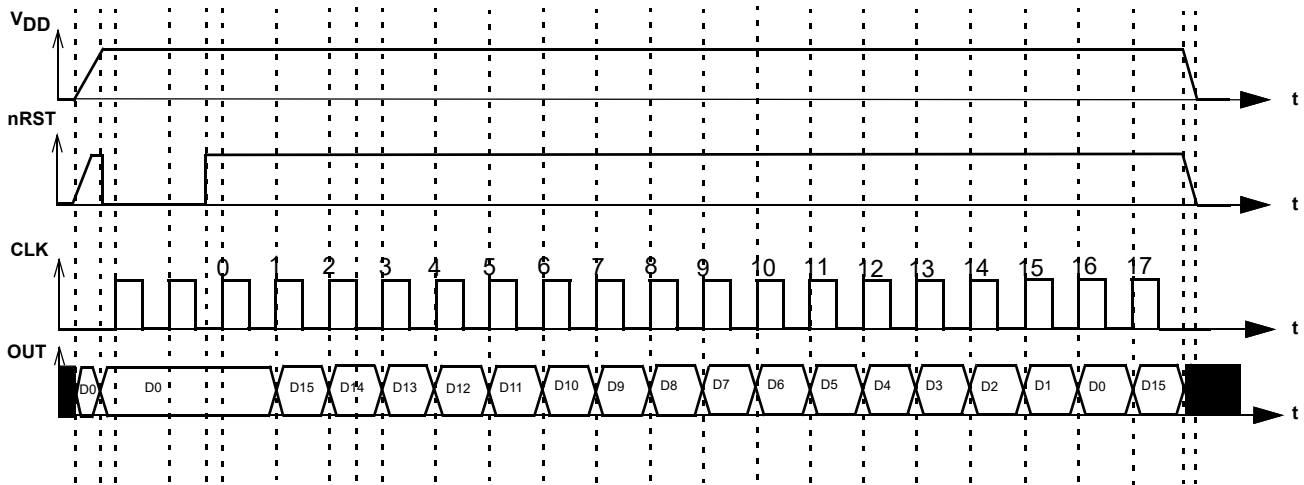 VDD
t
nRST
t
CLK
0 1 2 3 4 5 6 7 8 9 10 11 12 13 14 15 16 17
t
OUT
D0 D0 D15 D14 D13 D12 D11 D10 D9 D8 D7 D6 D5 D4 D3 D2 D1 D0 D15
t